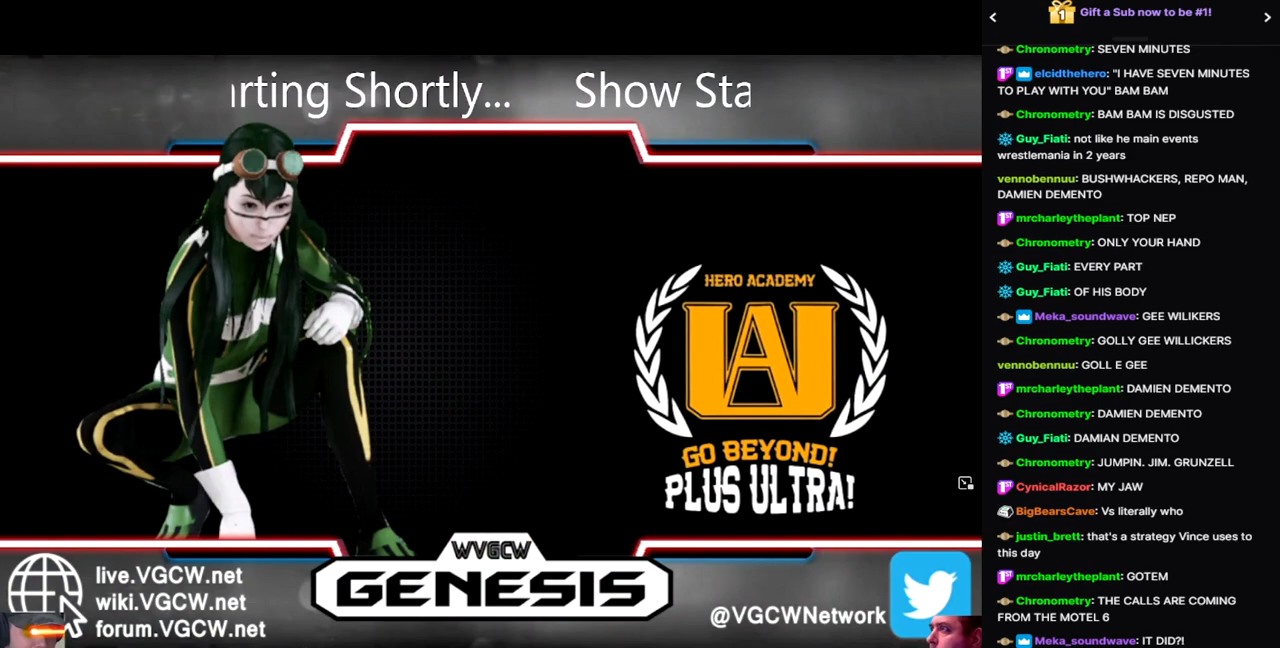 rting Shortly...
Show Sta
HERO ACADEMY
UA
GO BEYOND!
PLUS ULTRA!
WVGCW
GENESIS
live.VGCW.net
wiki.VGCW.net
forum.VGCW.net
@VGCWNetwork
1
Gift a Sub now to be #1!
Chronometry: SEVEN MINUTES
elcidthehero: "I HAVE SEVEN MINUTES
TO PLAY WITH YOU" BAM BAM
Chronometry: BAM BAM IS DISGUSTED
Guy_Fiati: not like he main events
wrestlemania in 2 years
vennobennuu: BUSHWHACKERS, REPO MAN,
DAMIEN DEMENTO
mrcharleytheplant: TOP NEP
Chronometry: ONLY YOUR HAND
Guy_Fiati: EVERY PART
Guy_Fiati: OF HIS BODY
Meka_soundwave: GEE WILIKERS
Chronometry: GOLLY GEE WILLICKERS
vennobennuu: GOLL E GEE
mrcharleytheplant: DAMIEN DEMENTO
Chronometry: DAMIEN DEMENTO
Guy_Fiati: DAMIAN DEMENTO
Chronometry: JUMPIN. JIM. GRUNZELL
CynicalRazor: MY JAW
BigBearsCave: Vs literally who
justin_brett: that's a strategy Vince uses to
this day
mrcharleytheplant: GOTEM
Chronometry: THE CALLS ARE COMING
FROM THE MOTEL 6
Meka_soundwave: IT DID?!